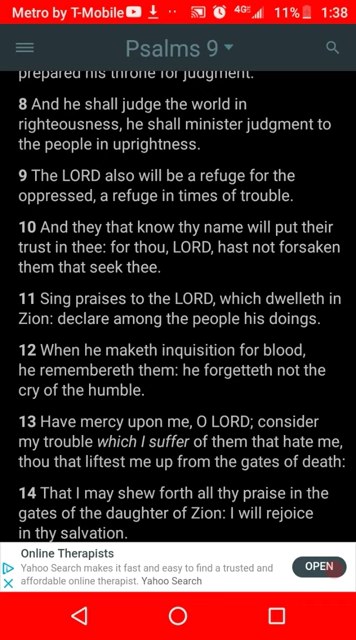 Metro by T-Mobile 4G 11% 1:38
Psalms 9
prepared his throne for judgment.
8 And he shall judge the world in
righteousness, he shall minister judgment to
the people in uprightness.
9 The LORD also will be a refuge for the
oppressed, a refuge in times of trouble.
10 And they that know thy name will put their
trust in thee: for thou, LORD, hast not forsaken
them that seek thee.
11 Sing praises to the LORD, which dwelleth in
Zion: declare among the people his doings.
12 When he maketh inquisition for blood,
he remembereth them: he forgetteth not the
cry of the humble.
13 Have mercy upon me, O LORD; consider
my trouble which I suffer of them that hate me,
thou that liftest me up from the gates of death:
14 That I may shew forth all thy praise in the
gates of the daughter of Zion: I will rejoice
in thy salvation.
Online Therapists
Yahoo Search makes it fast and easy to find a trusted and
affordable online therapist. Yahoo Search
OPEN